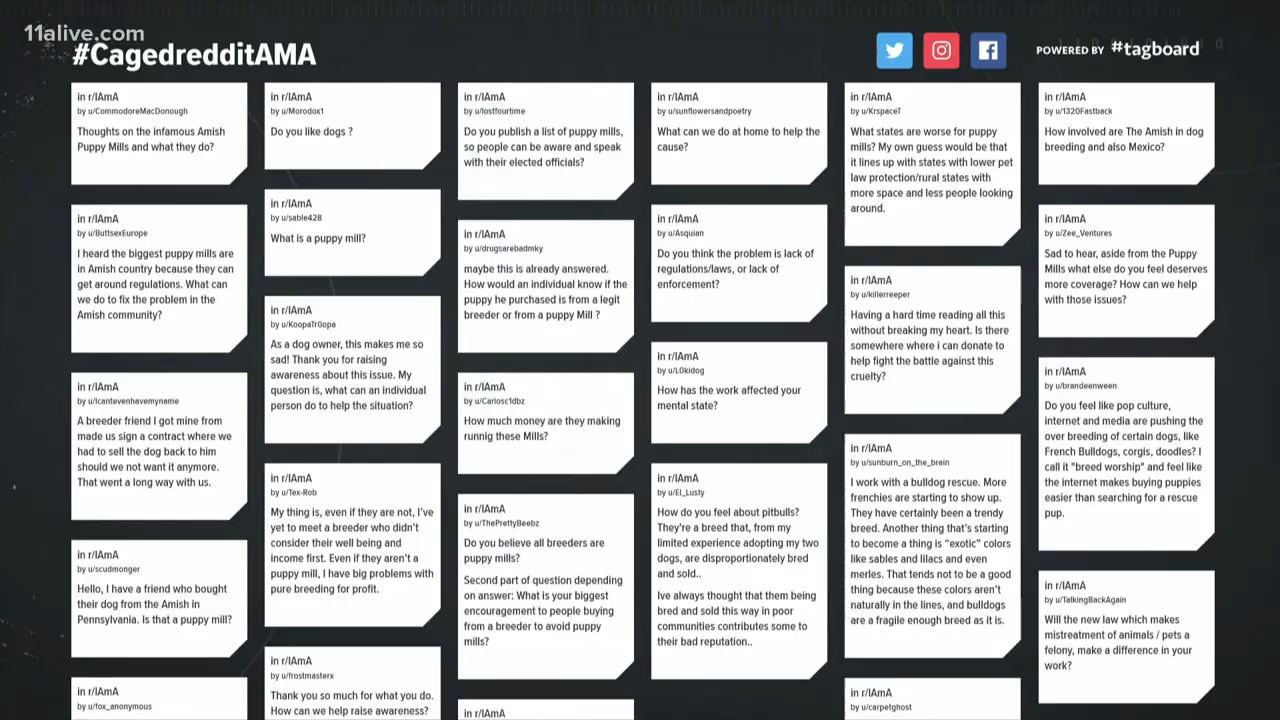 11alive.com
#CagedredditAMA
POWERED BY #tagboard
in r/IAmA
by u/CommodoreMacDonough
Thoughts on the infamous Amish
Puppy Mills and what they do?
in r/IAmA
by u/ButtsexEurope
I heard the biggest puppy mills are
in Amish country because they can
get around regulations. What can
we do to fix the problem in the
Amish community?
in r/IAmA
by u/Icantevenhavemyname
A breeder friend I got mine from
made us sign a contract where we
had to sell the dog back to him
should we not want it anymore.
That went a long way with us.
in r/IAmA
by u/scudmonger
Hello, I have a friend who bought
their dog from the Amish in
Pennsylvania. Is that a puppy mill?
in r/IAmA
by u/fox_anonymous
in r/IAmA
by u/Morodox1
Do you like dogs ?
in r/IAmA
by u/sable428
What is a puppy mill?
in r/IAmA
by u/KoopaTr0opa
As a dog owner, this makes me so
sad! Thank you for raising
awareness about this issue. My
question is, what can an individual
person do to help the situation?
in r/IAmA
by u/Tex-Rob
My thing is, even if they are not, I've
yet to meet a breeder who didn't
consider their well being and
income first. Even if they aren't a
puppy mill, I have big problems with
pure breeding for profit.
in r/IAmA
by u/frostmasterx
Thank you so much for what you do.
How can we help raise awareness?
in r/IAmA
by u/lostfourtime
Do you publish a list of puppy mills,
so people can be aware and speak
with their elected officials?
in r/IAmA
by u/drugsarebadmky
maybe this is already answered.
How would an individual know if the
puppy he purchased is from a legit
breeder or from a puppy Mill ?
in r/IAmA
by u/Carlosc1dbz
How much money are they making
runnig these Mills?
in r/IAmA
by u/ThePrettyBeebz
Do you believe all breeders are
puppy mills?
Second part of question depending
on answer: What is your biggest
encouragement to people buying
from a breeder to avoid puppy
mills?
in r/IAmA
in r/IAmA
by u/sunflowersandpoetry
What can we do at home to help the
cause?
in r/IAmA
by u/Asquian
Do you think the problem is lack of
regulations/laws, or lack of
enforcement?
in r/IAmA
by u/L0kidog
How has the work affected your
mental state?
in r/IAmA
by u/El_Lusty
How do you feel about pitbulls?
They're a breed that, from my
limited experience adopting my two
dogs, are disproportionately bred
and sold..
Ive always thought that them being
bred and sold this way in poor
communities contributes some to
their bad reputation..
in r/IAmA
by u/KrspaceT
What states are worse for puppy
mills? My own guess would be that
it lines up with states with lower pet
law protection/rural states with
more space and less people looking
around.
in r/IAmA
by u/killerreeper
Having a hard time reading all this
without breaking my heart. Is there
somewhere where i can donate to
help fight the battle against this
cruelty?
in r/IAmA
by u/sunburn_on_the_brain
I work with a bulldog rescue. More
frenchies are starting to show up.
They have certainly been a trendy
breed. Another thing that's starting
to become a thing is “exotic” colors
like sables and lilacs and even
merles. That tends not to be a good
thing because these colors aren't
naturally in the lines, and bulldogs
are a fragile enough breed as it is.
in r/IAmA
by u/carpetghost
in r/IAmA
by u/1320Fastback
How involved are The Amish in dog
breeding and also Mexico?
in r/IAmA
by u/Zee_Ventures
Sad to hear, aside from the Puppy
Mills what else do you feel deserves
more coverage? How can we help
with those issues?
in r/IAmA
by u/brandeenween
Do you feel like pop culture,
internet and media are pushing the
over breeding of certain dogs, like
French Bulldogs, corgis, doodles? I
call it "breed worship" and feel like
the internet makes buying puppies
easier than searching for a rescue
pup.
in r/IAmA
by u/TalkingBackAgain
Will the new law which makes
mistreatment of animals / pets a
felony, make a difference in your
work?